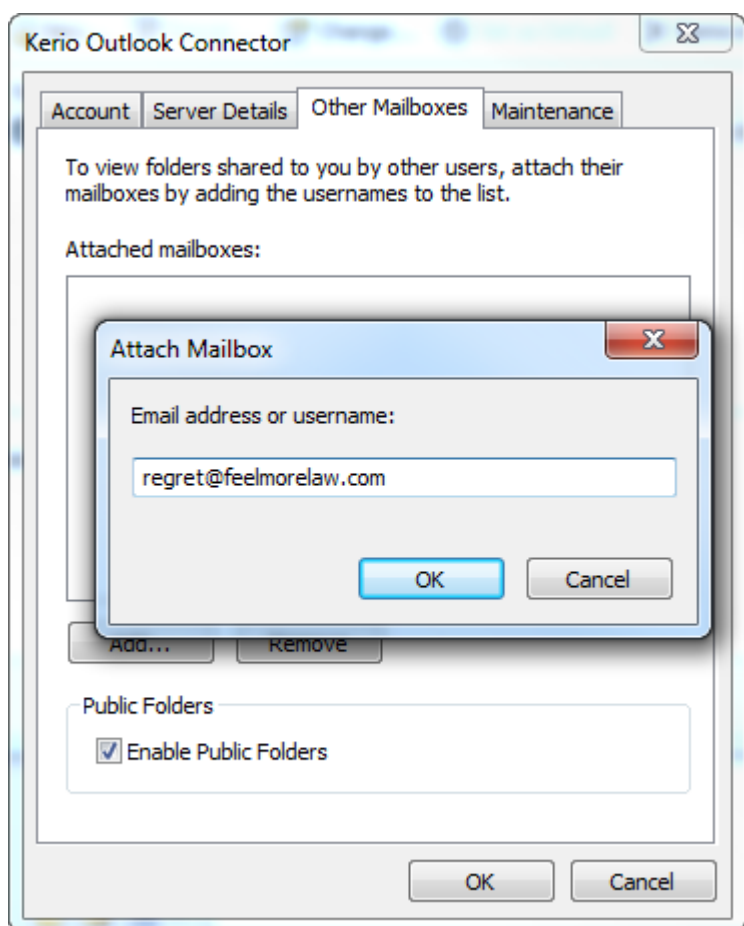 Kerio Outlook Connector
Account Server Details Other Mailboxes Maintenance
To view folders shared to you by other users, attach their
mailboxes by adding the usernames to the list.
Attached mailboxes:
Attach Mailbox
Email address or username:
regret@feelmorelaw.com
OK Cancel
Add... Remove
Public Folders
Enable Public Folders
OK Cancel